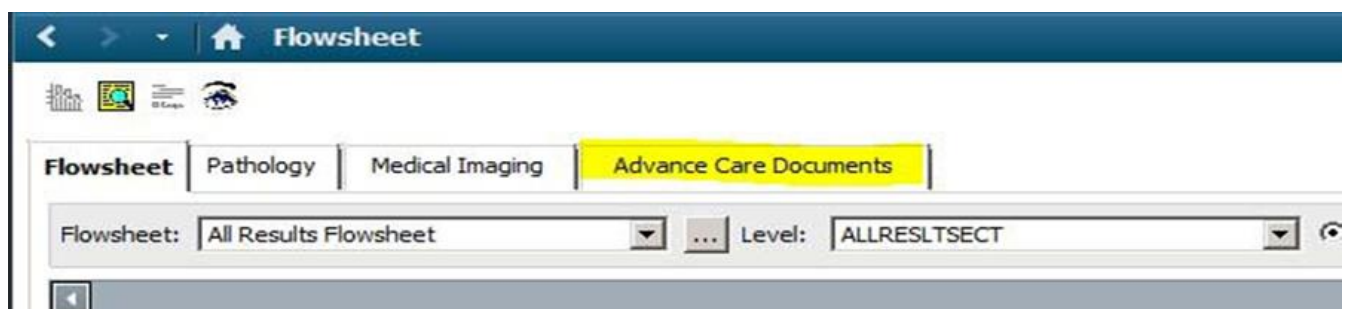 Flowsheet
Flowsheet Pathology Medical Imaging Advance Care Documents
Flowsheet: All Results Flowsheet ... Level: ALLRESLTSECT